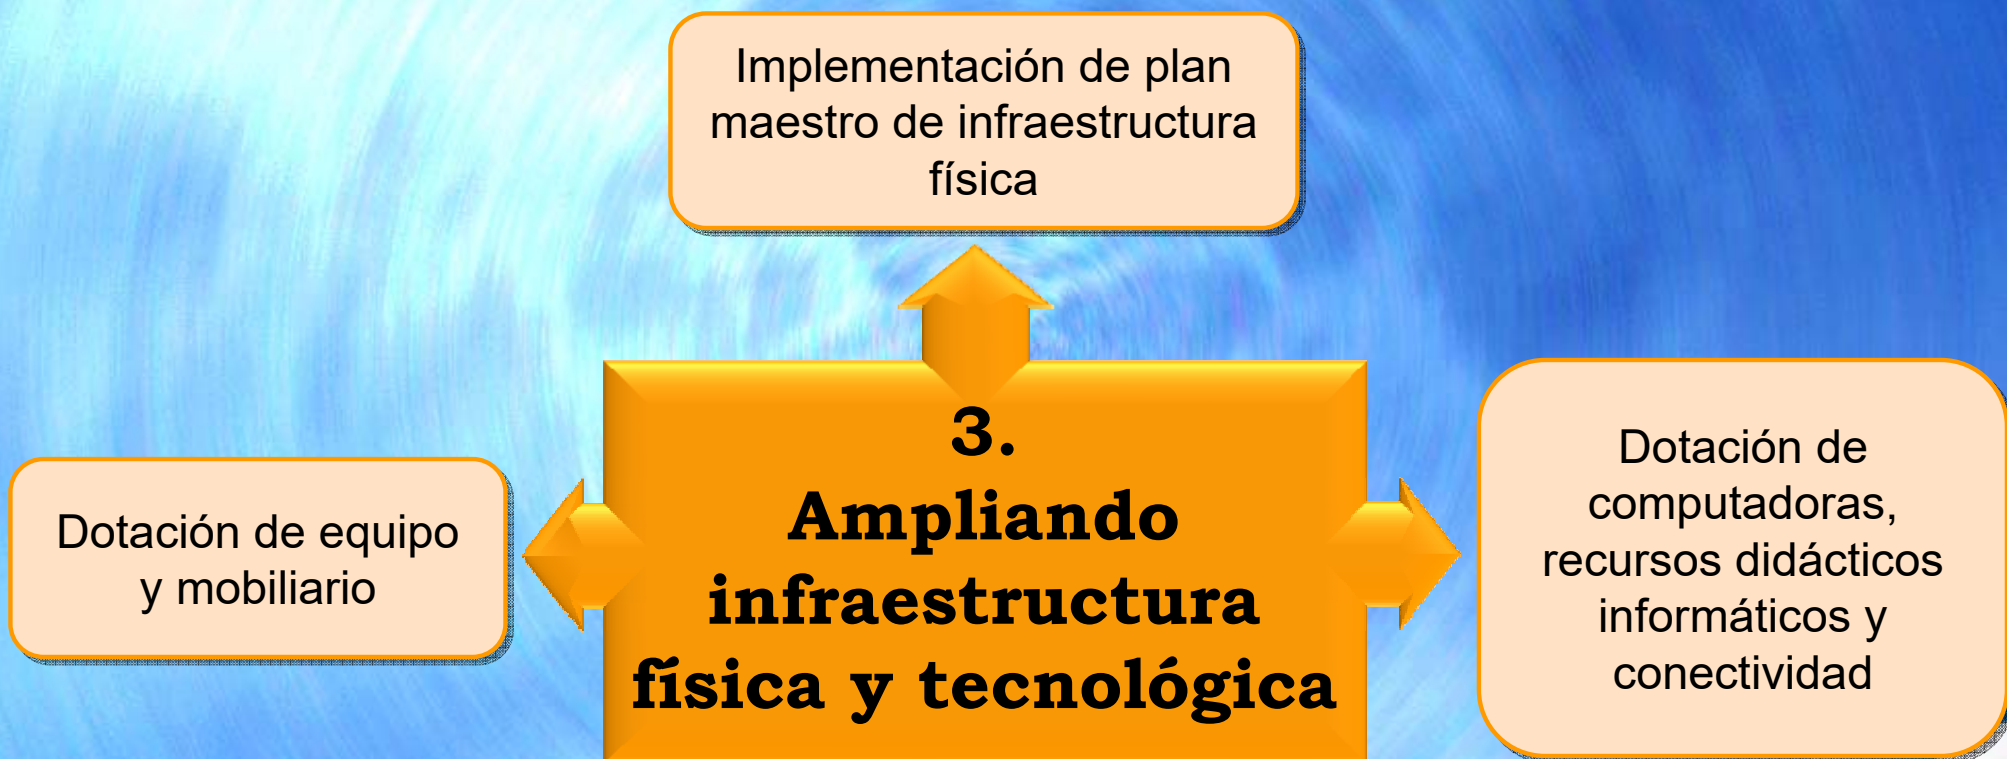 Implementación de plan
maestro de infraestructura
física
3.
Ampliando
infraestructura
física y tecnológica
Dotación de equipo
y mobiliario
Dotación de
computadoras,
recursos didácticos
informáticos y
conectividad